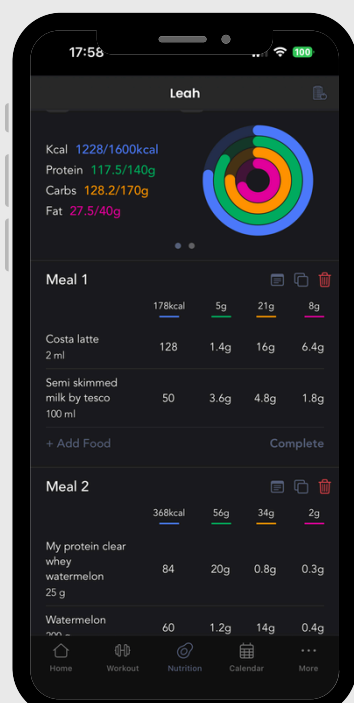 17:58
100
Leah
Kcal 1228/1600kcal
Protein 117.5/140g
Carbs 128.2/170g
Fat 27.5/40g
Meal 1
178kcal 5g 21g 8g
Costa latte
2 ml
128 1.4g 16g 6.4g
Semi skimmed
milk by tesco
100 ml
50 3.6g 4.8g 1.8g
+ Add Food Complete
Meal 2
368kcal 56g 34g 2g
My protein clear
whey
watermelon
25 g
84 20g 0.8g 0.3g
Watermelon
60 1.2g 14g 0.4g
Home Workout Nutrition Calendar More